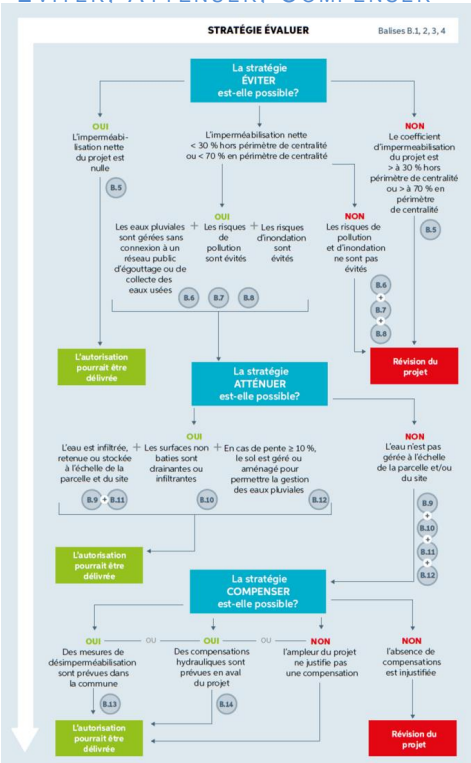 ÉVITER, ATTÉNUER, COMPENSER
STRATÉGIE ÉVALUER
Balises B.1, 2, 3, 4
La stratégie
ÉVITER
est-elle possible?
OUI
L'imperméabi-
lisation nette
du projet est
nulle
B.5
L'imperméabilisation nette
< 30 % hors périmètre de centralité
ou < 70 % en périmètre de centralité
NON
Le coefficient
d'impermeabilisation
du projet est
> à 30 % hors
périmètre de centralité
ou > à 70 % en
périmètre
de centralité
B.5
OUI
Les eaux pluviales
sont gérées sans
connexion à un
réseau public
d'égouttage ou de
collecte des
eaux usées
+
Les risques
de
pollution
sont évités
+
Les risques
d'inondation
sont
évités
B.6
B.7
B.8
NON
Les risques de
pollution
et d'inondation
ne sont pas
évités
B.6
+
B.7
+
B.8
L'autorisation
pourrait être
délivrée
Révision du
projet
La stratégie
ATTÉNUER
est-elle possible?
OUI
L'eau est infiltrée,
retenue ou stockée
à l'échelle de la
parcelle et du site
B.9 + B.11
+
Les surfaces non
baties sont
drainantes ou
infiltrantes
B.10
+
En cas de pente ≥ 10 %,
le sol est géré ou
aménagé pour
permettre la gestion
des eaux pluviales
B.12
NON
L'eau n'est pas
gérée à l'échelle
de la parcelle et/ou
du site
B.9
+
B.10
+
B.11
+
B.12
L'autorisation
pourrait être
délivrée
La stratégie
COMPENSER
est-elle possible?
OUI
Des mesures de
désimperméabilisation
sont prévues dans
la commune
B.13
OU
OUI
Des compensations
hydrauliques sont
prévues en aval
du projet
B.14
OU
NON
l'ampleur du projet
ne justifie pas
une compensation
NON
l'absence de
compensations
est injustifiée
L'autorisation
pourrait être
délivrée
Révision du
projet